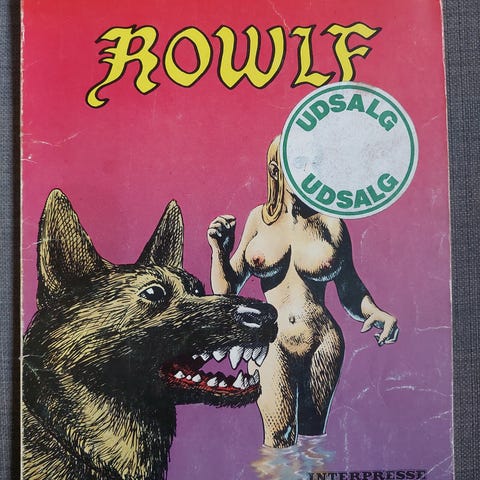 ROWLF
UDSALG
UDSALG
INTERPRESSE